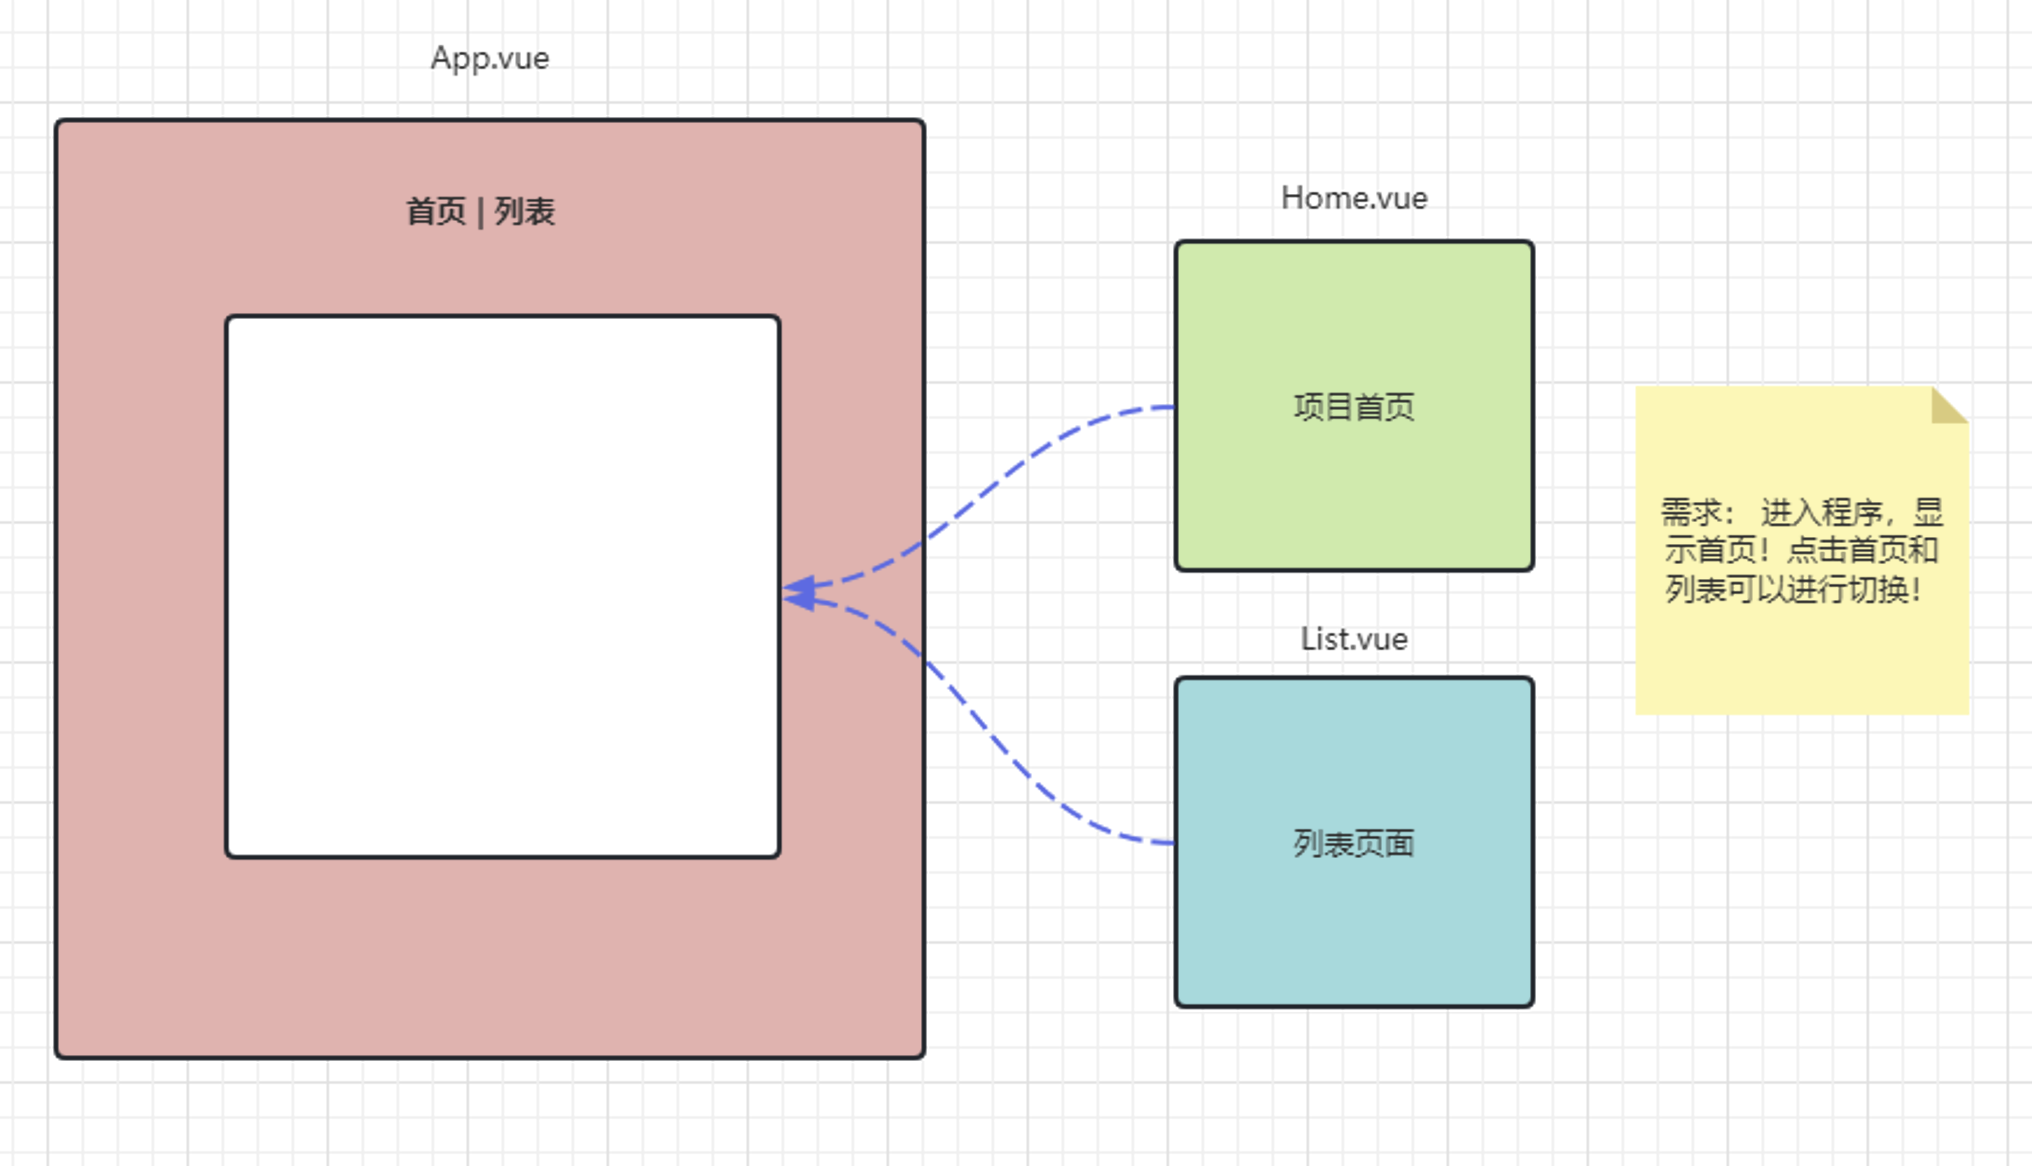 App.vue
首页 | 列表
Home.vue
项目首页
需求： 进入程序，显
示首页！点击首页和
列表可以进行切换！
List.vue
列表页面